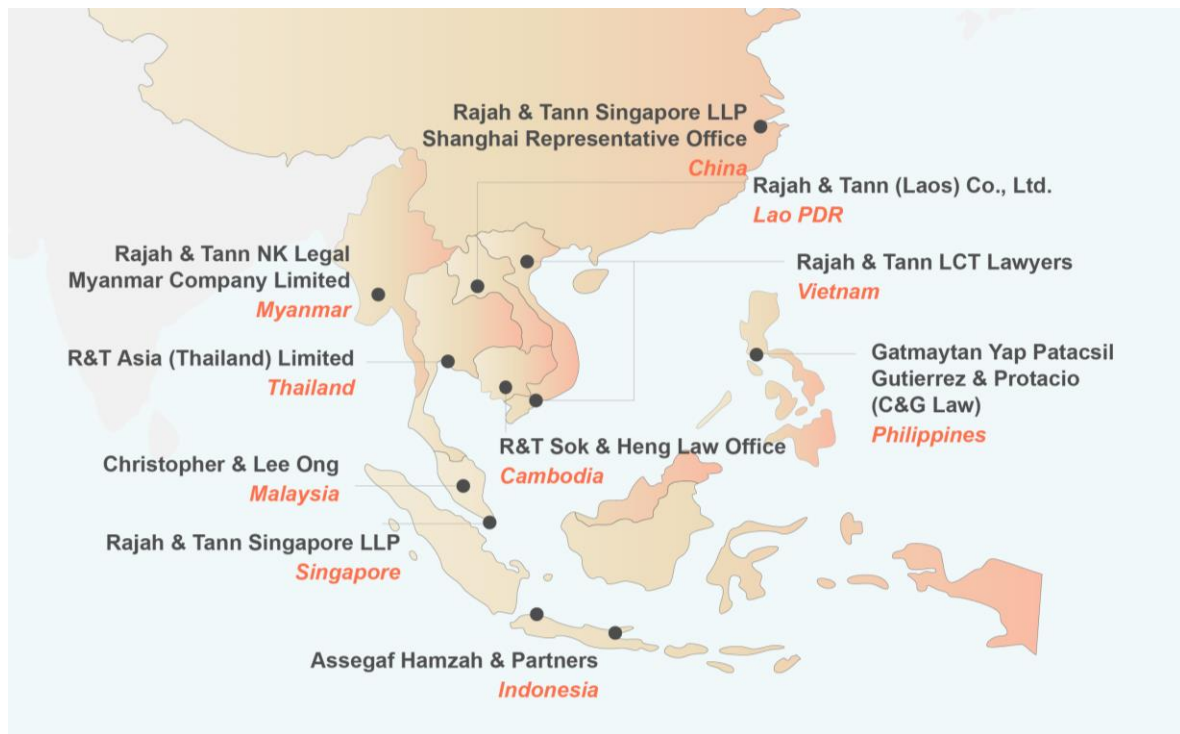 Rajah & Tann Singapore LLP
Shanghai Representative Office
China
Rajah & Tann (Laos) Co., Ltd.
Lao PDR
Rajah & Tann NK Legal
Myanmar Company Limited
Myanmar
Rajah & Tann LCT Lawyers
Vietnam
R&T Asia (Thailand) Limited
Thailand
Gatmaytan Yap Patacsil
Gutierrez & Protacio
(C&G Law)
Philippines
R&T Sok & Heng Law Office
Cambodia
Christopher & Lee Ong
Malaysia
Rajah & Tann Singapore LLP
Singapore
Assegaf Hamzah & Partners
Indonesia